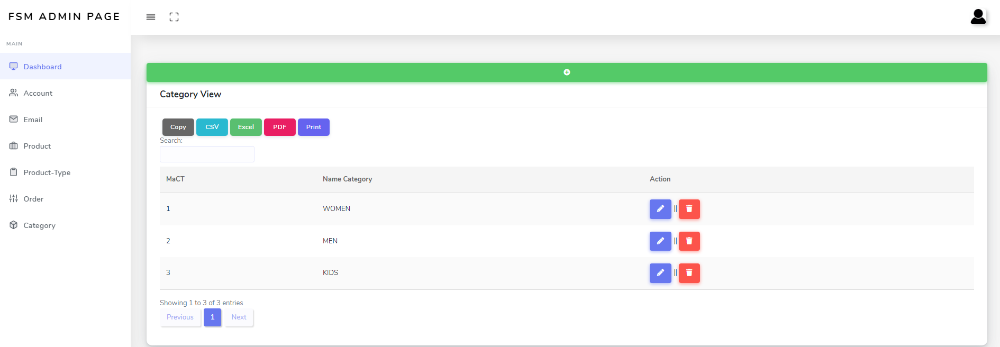 FSM ADMIN PAGE
MAIN
Dashboard
Account
Email
Product
Product-Type
Order
Category
Category View
Copy CSV Excel PDF Print
Search:
MaCT Name Category Action
1 WOMEN ||
2 MEN ||
3 KIDS ||
Showing 1 to 3 of 3 entries
Previous 1 Next